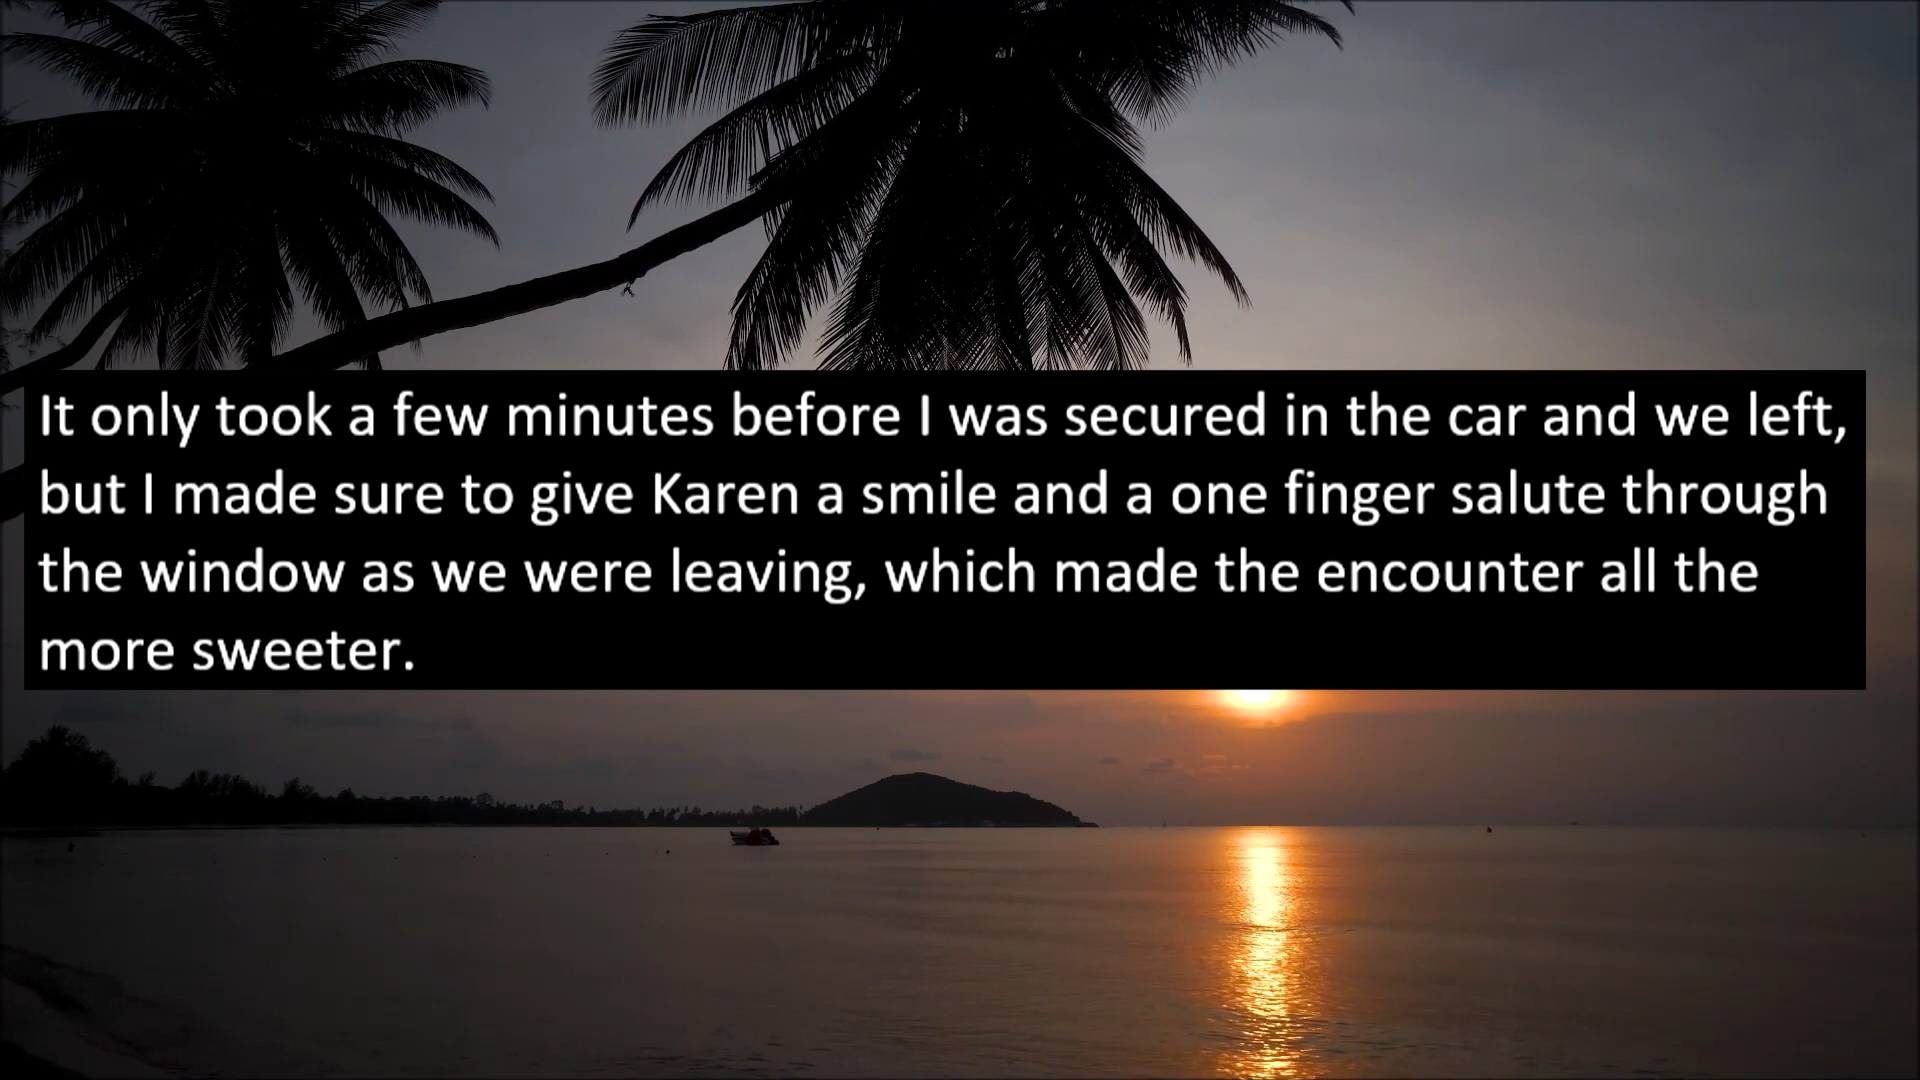 It only took a few minutes before I was secured in the car and we left,
but I made sure to give Karen a smile and a one finger salute through
the window as we were leaving, which made the encounter all the
more sweeter.